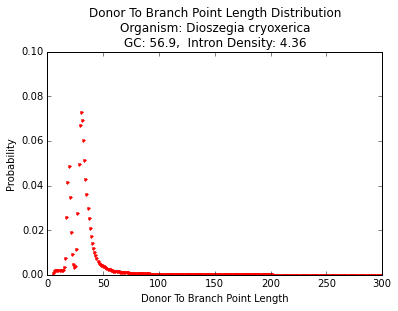 Donor To Branch Point Length Distribution
Organism: Dioszegia cryoxerica
GC: 56.9,  Intron Density: 4.36
0.10
0.08
0.06
0.04
0.02
0.00
Probability
0 50 100 150 200 250 300
Donor To Branch Point Length